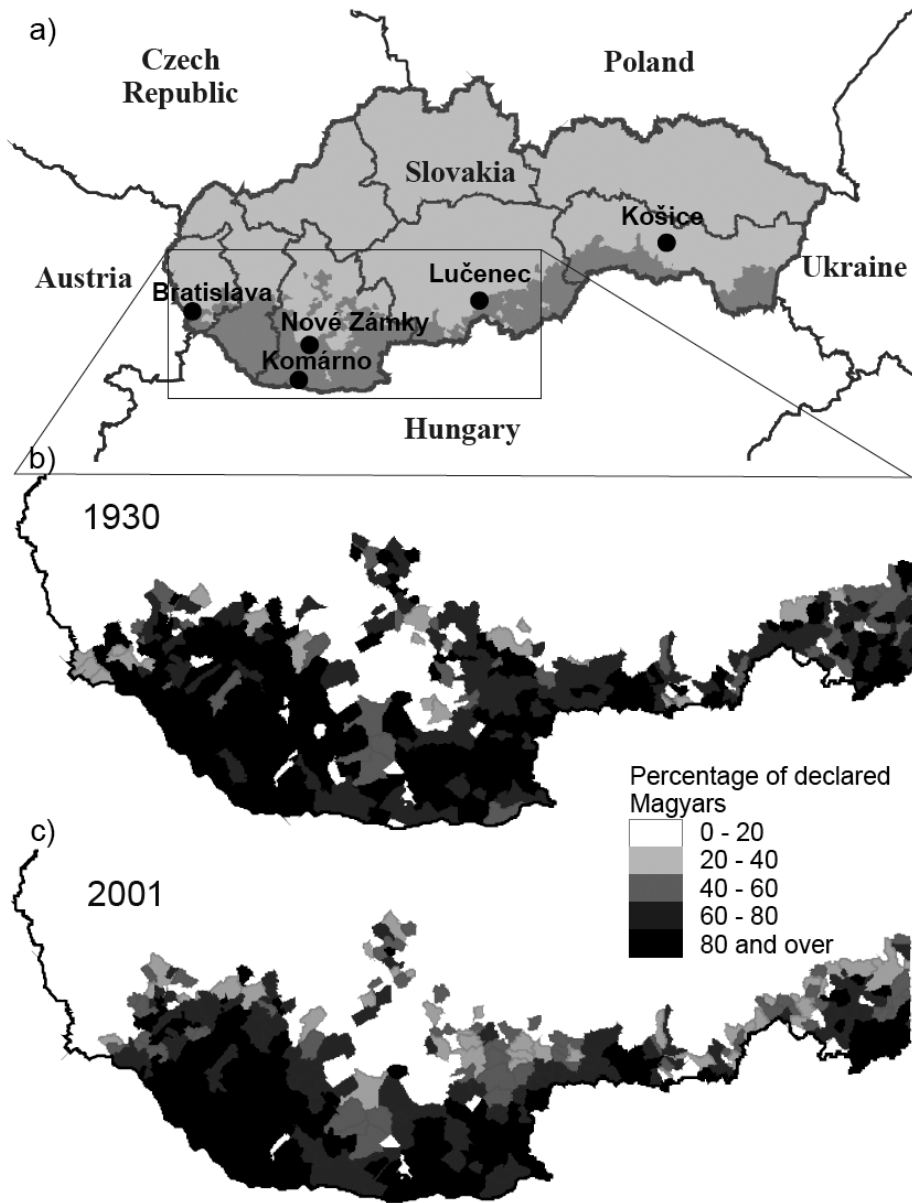 a)
Czech
Republic
Poland
Slovakia
Košice
Austria
Ukraine
Bratislava
Lučenec
Nové Zámky
Komárno
Hungary
b)
1930
Percentage of declared
Magyars
0 - 20
20 - 40
40 - 60
60 - 80
80 and over
c)
2001